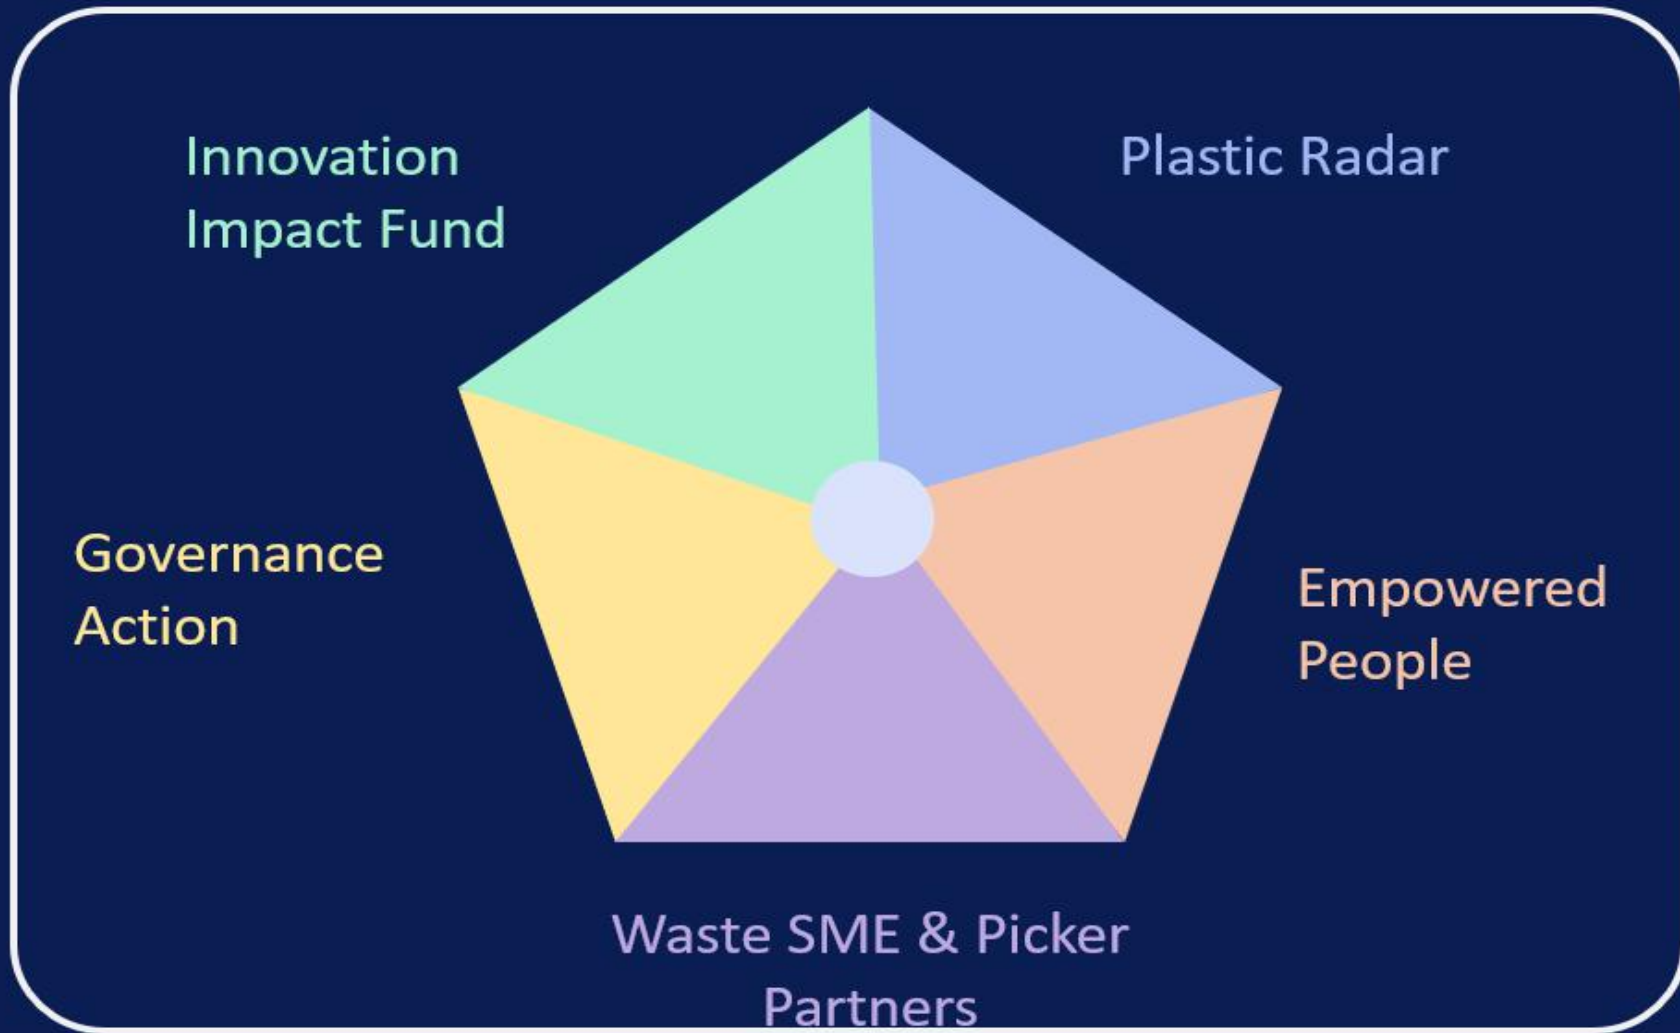 Innovation
Impact Fund
Plastic Radar
Governance
Action
Empowered
People
Waste SME & Picker
Partners